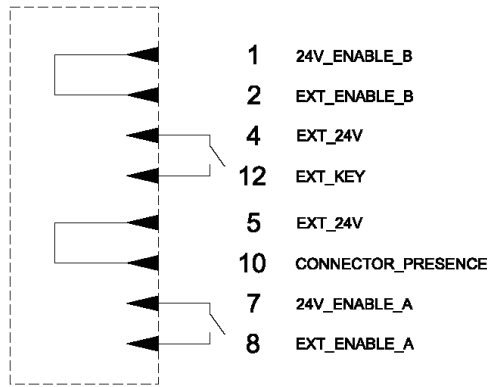 1 24V_ENABLE_B
2 EXT_ENABLE_B
4 EXT_24V
12 EXT_KEY
5 EXT_24V
10 CONNECTOR_PRESENCE
7 24V_ENABLE_A
8 EXT_ENABLE_A